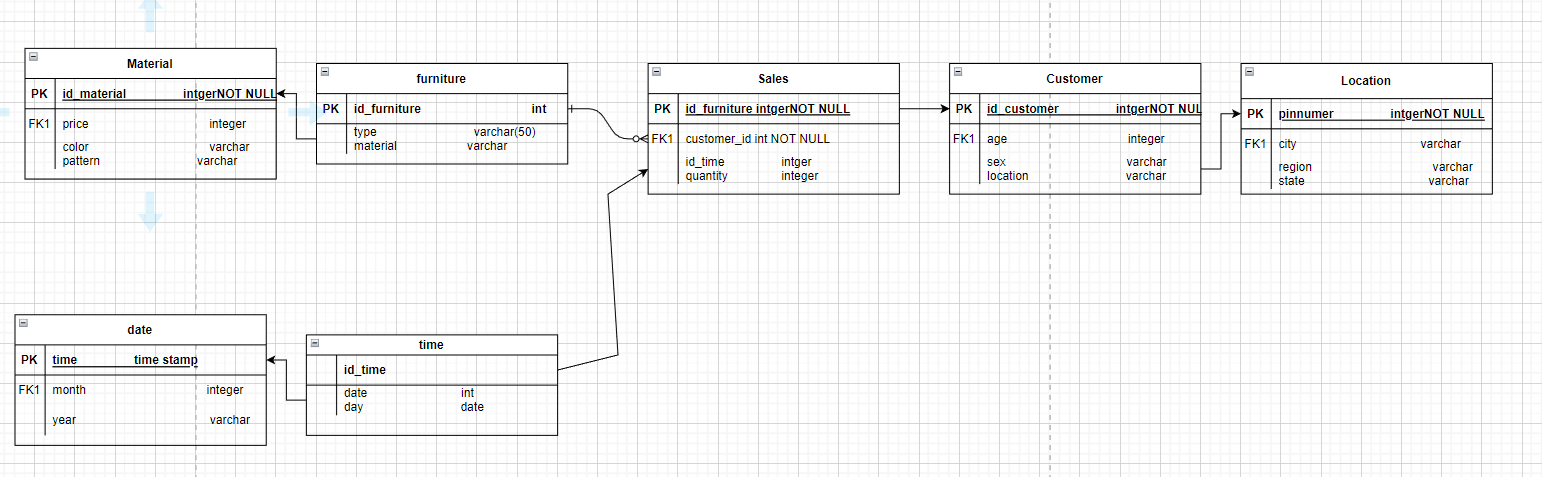 Material
PK id_material intgerNOT NULL
FK1 price integer
color varchar
pattern varchar
furniture
PK id_furniture int
type varchar(50)
material varchar
Sales
PK id_furniture intgerNOT NULL
FK1 customer_id int NOT NULL
id_time intger
quantity integer
Customer
PK id_customer intgerNOT NUL
FK1 age integer
sex varchar
location varchar
Location
PK pinnumer intgerNOT NULL
FK1 city varchar
region varchar
state varchar
date
PK time time stamp
FK1 month integer
year varchar
time
id_time
date int
day date